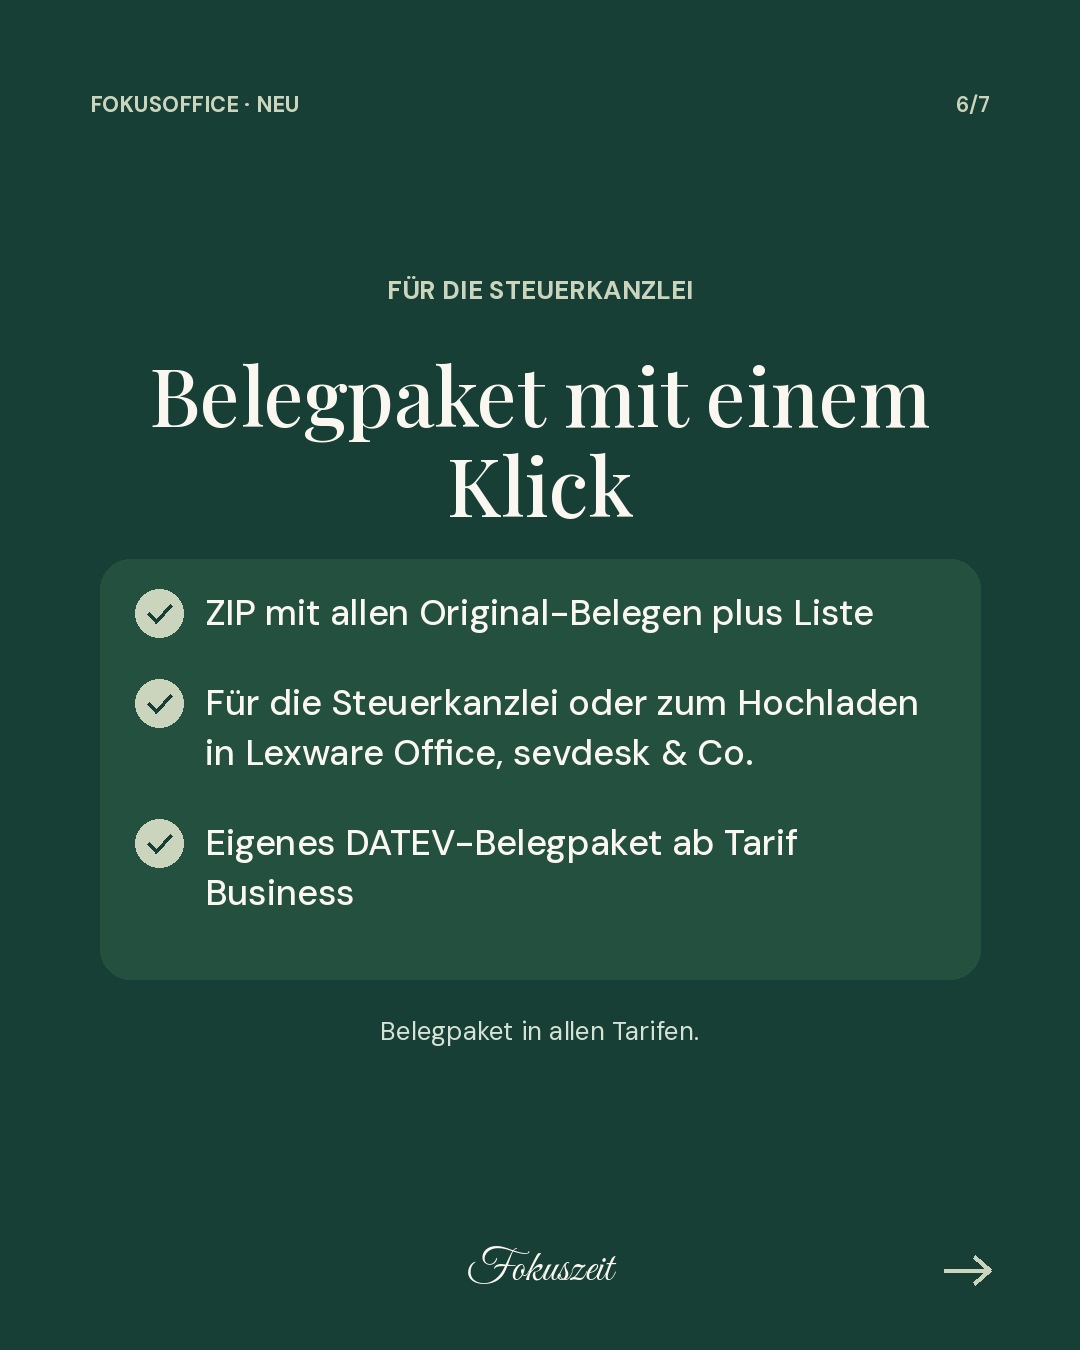 FOKUSOFFICE · NEU
6/7
FÜR DIE STEUERKANZLEI
Belegpaket mit einem
Klick
ZIP mit allen Original-Belegen plus Liste
Für die Steuerkanzlei oder zum Hochladen
in Lexware Office, sevdesk & Co.
Eigenes DATEV-Belegpaket ab Tarif
Business
Belegpaket in allen Tarifen.
Fokuszeit